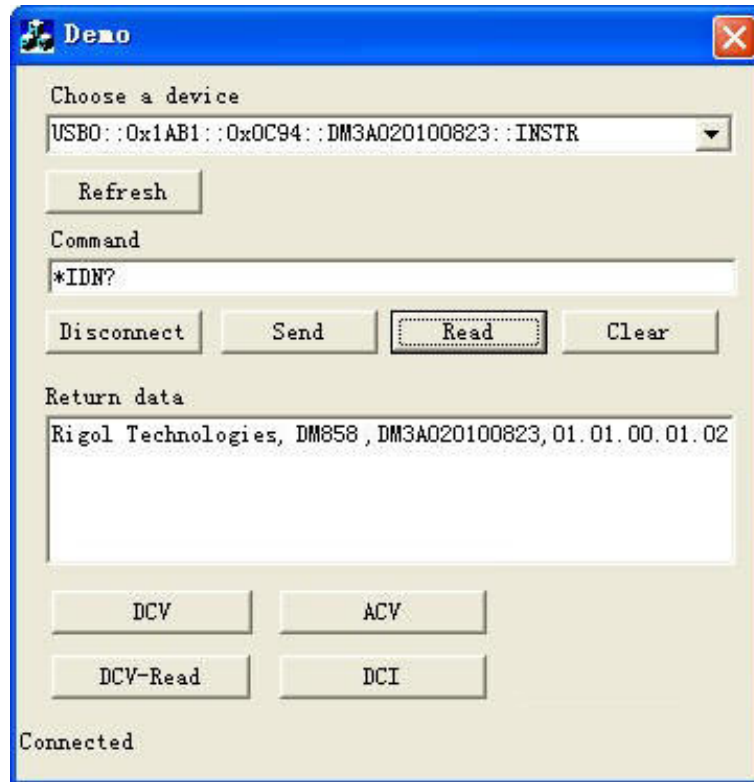 Demo
Choose a device
USB0::0x1AB1::0x0C94::DM3A020100823::INSTR
Refresh
Command
*IDN?
Disconnect Send Read Clear
Return data
Rigol Technologies, DM858 ,DM3A020100823,01.01.00.01.02
DCV ACV
DCV-Read DCI
Connected